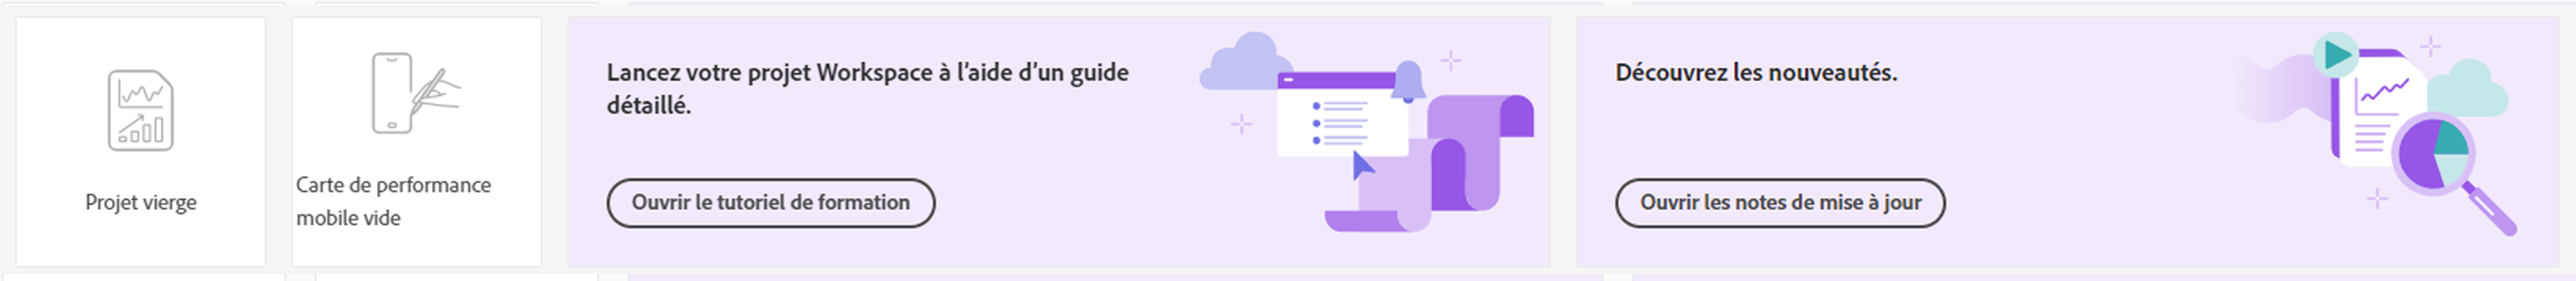 Projet vierge
Carte de performance
mobile vide
Lancez votre projet Workspace à l’aide d’un guide
détaillé.
Ouvrir le tutoriel de formation
Découvrez les nouveautés.
Ouvrir les notes de mise à jour